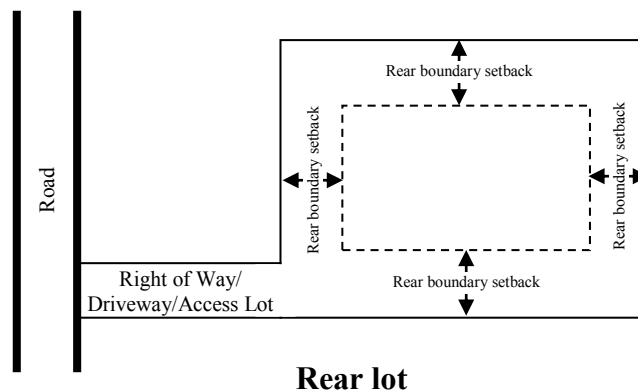 Rear boundary setback
Road
Rear boundary setback
Rear boundary setback
Right of Way/
Driveway/Access Lot
Rear boundary setback
Rear lot